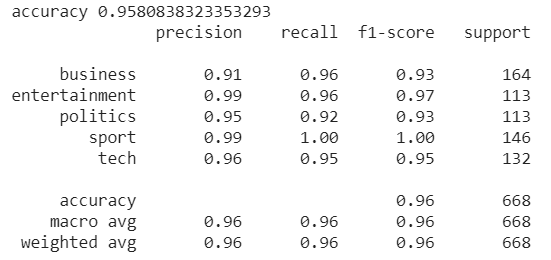 accuracy 0.9580838323353293
precision recall f1-score support
business 0.91 0.96 0.93 164
entertainment 0.99 0.96 0.97 113
politics 0.95 0.92 0.93 113
sport 0.99 1.00 1.00 146
tech 0.96 0.95 0.95 132
accuracy 0.96 668
macro avg 0.96 0.96 0.96 668
weighted avg 0.96 0.96 0.96 668